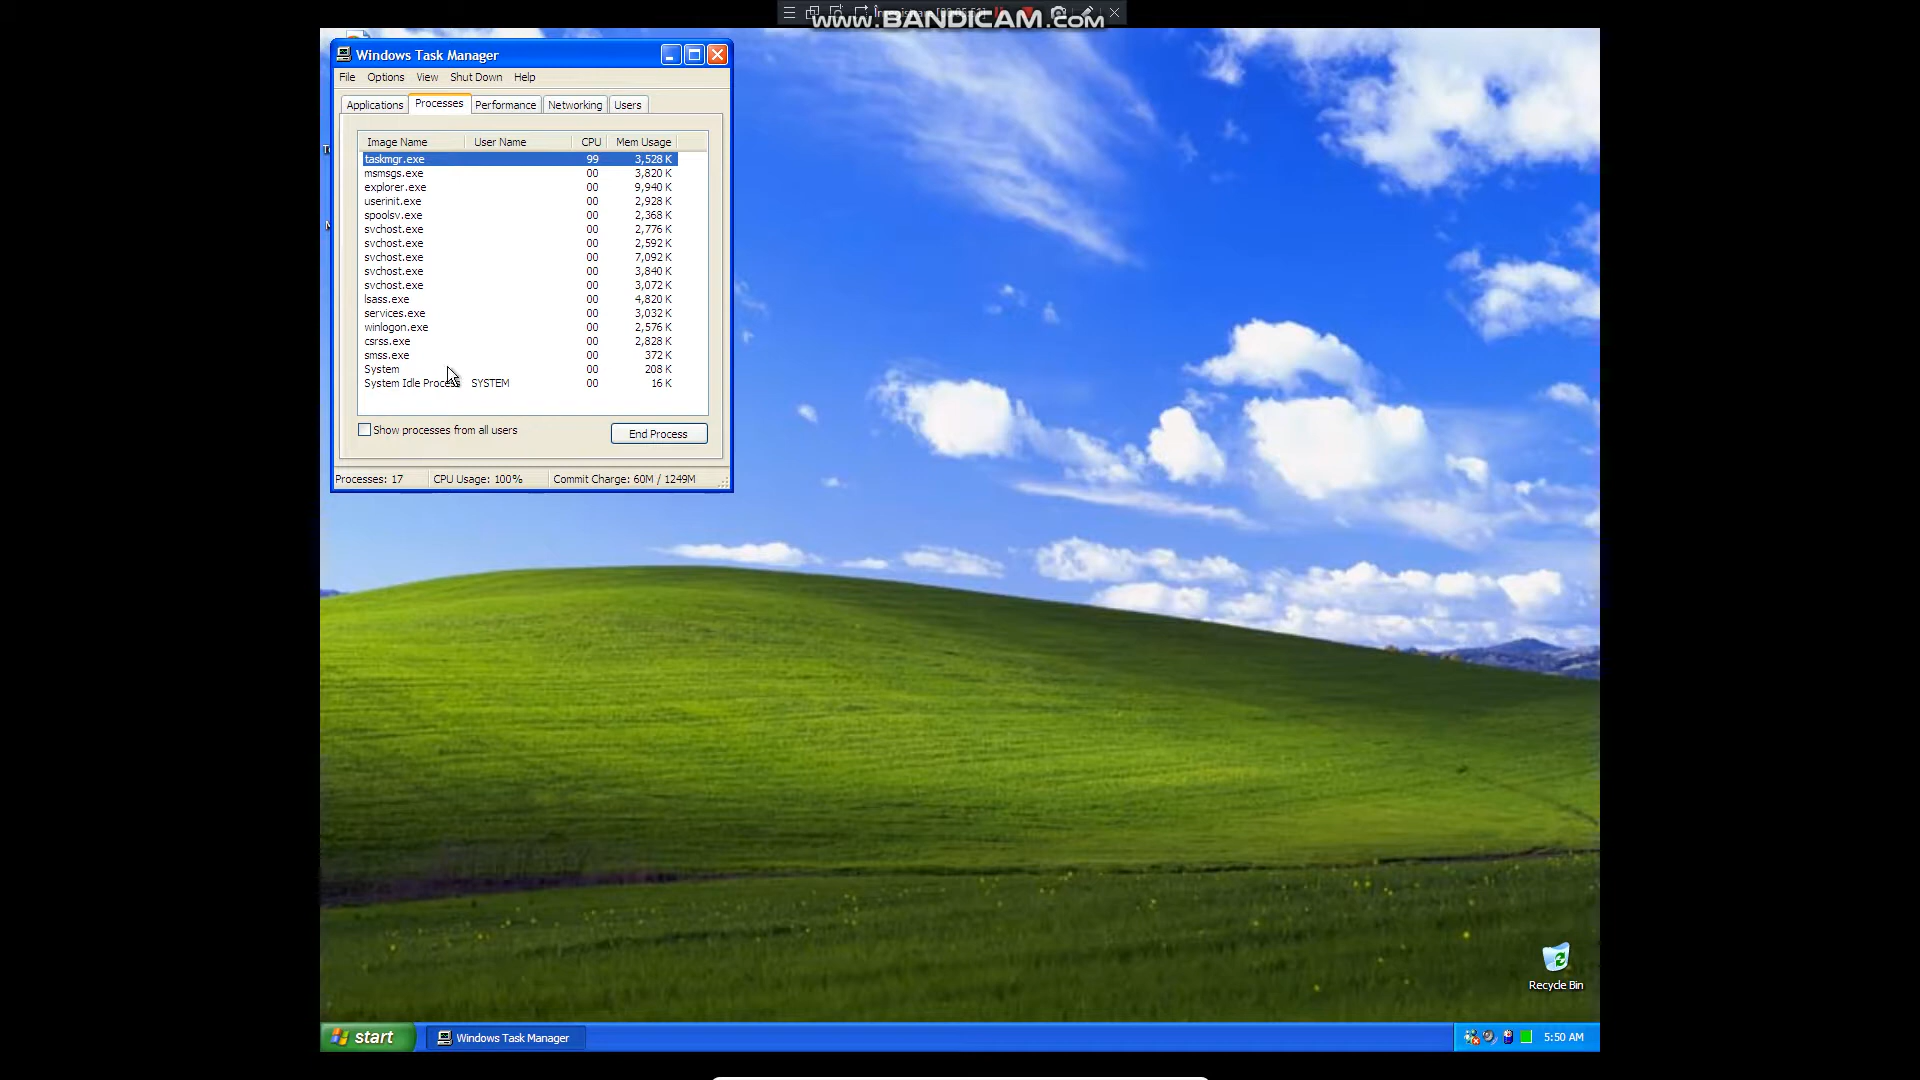 www.BANDICAM.com
Windows Task Manager
File Options View Shut Down Help
Applications Processes Performance Networking Users
Image Name User Name CPU Mem Usage
taskmgr.exe 99 3,528 K
msmsgs.exe 00 3,820 K
explorer.exe 00 9,940 K
userinit.exe 00 2,928 K
spoolsv.exe 00 2,368 K
svchost.exe 00 2,776 K
svchost.exe 00 2,592 K
svchost.exe 00 7,092 K
svchost.exe 00 3,840 K
svchost.exe 00 3,072 K
lsass.exe 00 4,820 K
services.exe 00 3,032 K
winlogon.exe 00 2,576 K
csrss.exe 00 2,828 K
smss.exe 00 372 K
System 00 208 K
System Idle Process SYSTEM 00 16 K
Show processes from all users End Process
Processes: 17 CPU Usage: 100% Commit Charge: 60M / 1249M
Recycle Bin
start Windows Task Manager 5:50 AM